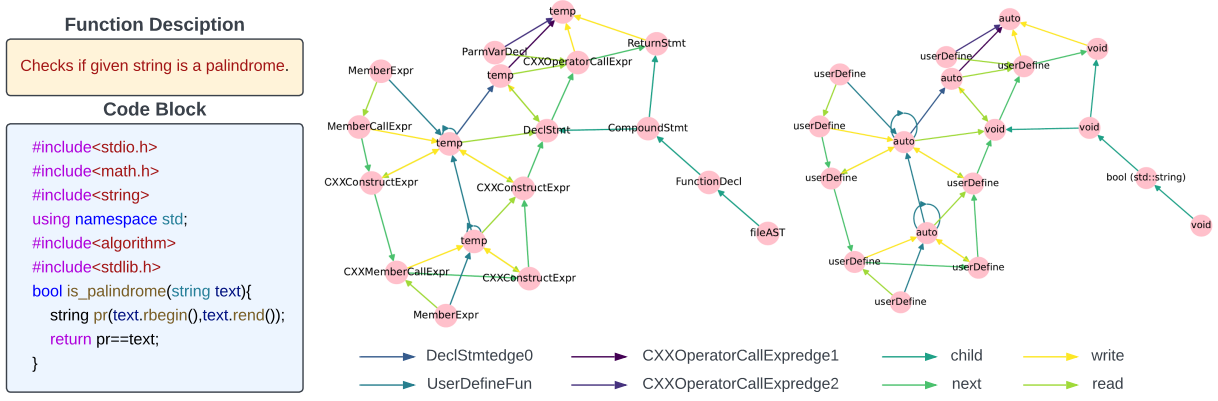 Function Desciption
Checks if given string is a palindrome.
Code Block
#include<stdio.h>
#include<math.h>
#include<string>
using namespace std;
#include<algorithm>
#include<stdlib.h>
bool is_palindrome(string text){
string pr(text.rbegin(),text.rend());
return pr==text;
}
temp
ParmVarDecl
ReturnStmt
CXXOperatorCallExpr
temp
MemberExpr
MemberCallExpr
temp
DeclStmt
CompoundStmt
CXXConstructExpr
CXXConstructExpr
FunctionDecl
fileAST
temp
CXXMemberCallExpr
CXXConstructExpr
MemberExpr
auto
userDefine
void
userDefine
auto
userDefine
userDefine
auto
void
void
userDefine
userDefine
bool (std::string)
void
auto
userDefine
userDefine
userDefine
DeclStmtedge0
CXXOperatorCallExpredge1
child
write
UserDefineFun
CXXOperatorCallExpredge2
next
read